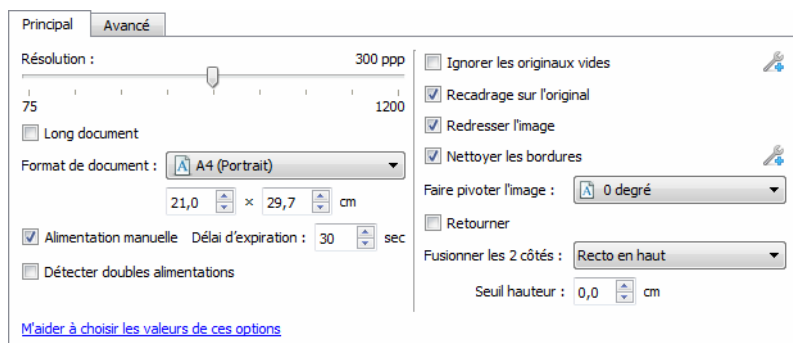 Principal Avancé
Résolution : 300 ppp
75 1200
Long document
Format de document : A4 (Portrait)
21,0 × 29,7 cm
Alimentation manuelle Délai d'expiration : 30 sec
Détecter doubles alimentations
M'aider à choisir les valeurs de ces options
Ignorer les originaux vides
Recadrage sur l'original
Redresser l'image
Nettoyer les bordures
Faire pivoter l'image : 0 degré
Retourner
Fusionner les 2 côtés : Recto en haut
Seuil hauteur : 0,0 cm